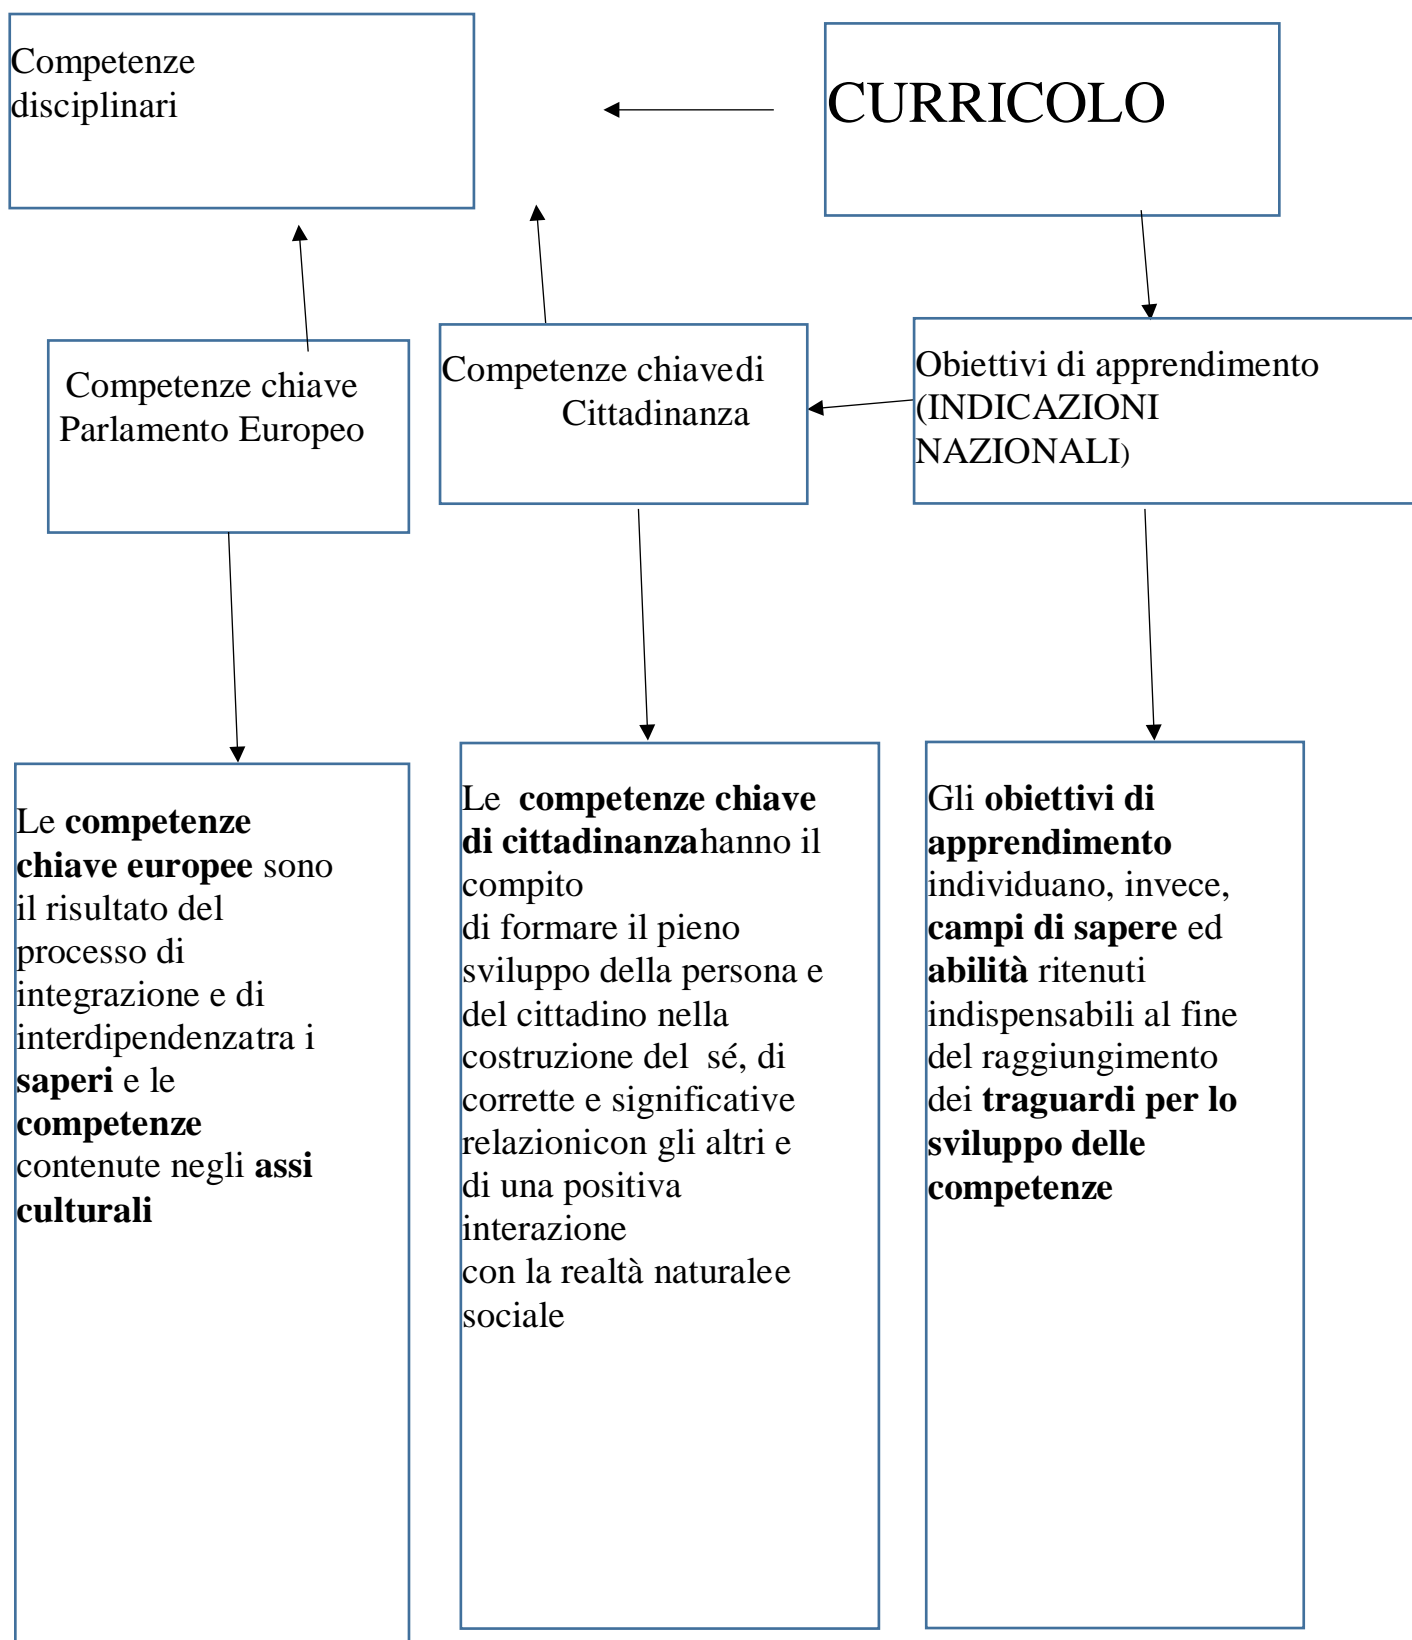 Competenze
disciplinari
CURRICOLO
Competenze chiave
Parlamento Europeo
Competenze chiavedi
Cittadinanza
Obiettivi di apprendimento
(INDICAZIONI
NAZIONALI)
Le competenze
chiave europee sono
il risultato del
processo di
integrazione e di
interdipendenzatra i
saperi e le
competenze
contenute negli assi
culturali
Le competenze chiave
di cittadinanzahanno il
compito
di formare il pieno
sviluppo della persona e
del cittadino nella
costruzione del sé, di
corrette e significative
relazionicon gli altri e
di una positiva
interazione
con la realtà naturalee
sociale
Gli obiettivi di
apprendimento
individuano, invece,
campi di sapere ed
abilità ritenuti
indispensabili al fine
del raggiungimento
dei traguardi per lo
sviluppo delle
competenze